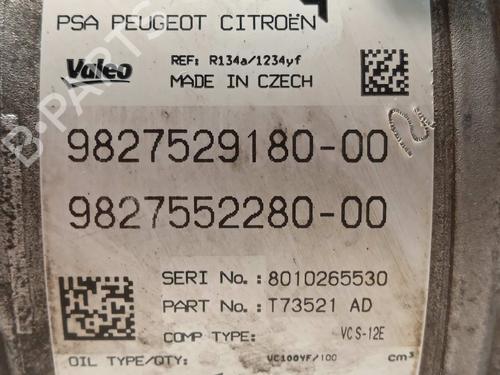 PSA PEUGEOT CITROËN
Valeo
REF: R134a/1234yf
MADE IN CZECH
9827529180-00
9827552280-00
SERI No.: 8010265530
PART No.: T73521 AD
COMP TYPE: VCS-12E
OIL TYPE/QTY: VC100YF/100 cm³